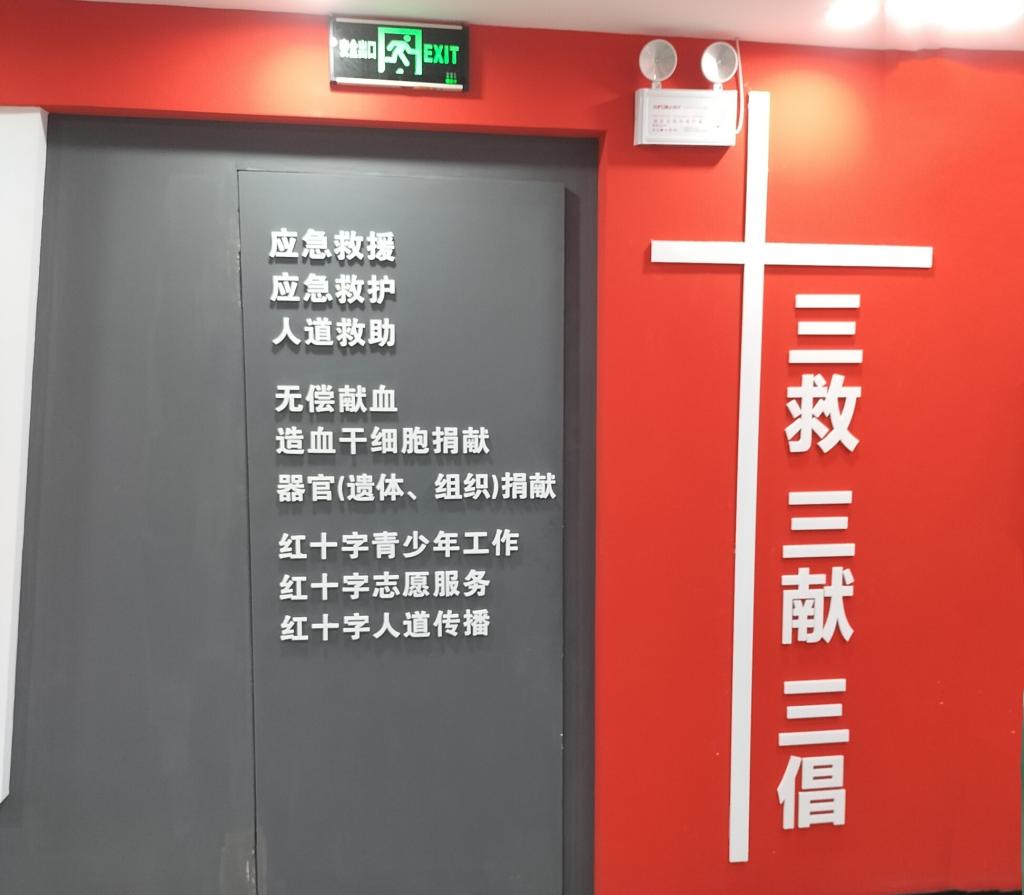 安全出口 EXIT
应急救援
应急救护
人道救助
无偿献血
造血干细胞捐献
器官(遗体、组织)捐献
红十字青少年工作
红十字志愿服务
红十字人道传播
三救 三献 三倡